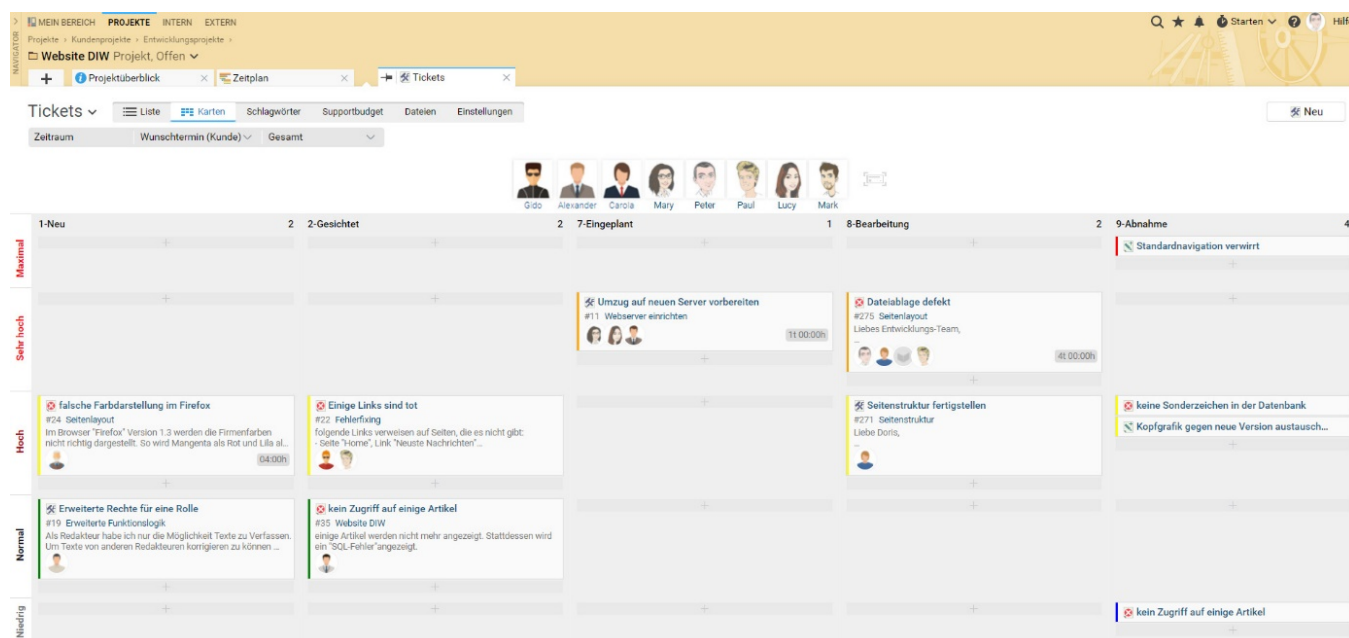 MEIN BEREICH PROJEKTE INTERN EXTERN
Starten
Hilf
NAVIGATOR
Projekte > Kundenprojekte > Entwicklungsprojekte >
Website DIW Projekt, Offen
Projektüberblick
Zeitplan
Tickets
Tickets
Liste Karten Schlagwörter Supportbudget Dateien Einstellungen
Neu
Zeitraum Wunschtermin (Kunde) Gesamt
Gido Alexander Carola Mary Peter Paul Lucy Mark
1-Neu 2 2-Gesichtet 2 7-Eingeplant 1 8-Bearbeitung 2 9-Abnahme 4
Maximal
Standardnavigation verwirrt
Sehr hoch
Umzug auf neuen Server vorbereiten
#11 Webserver einrichten
1t 00:00h
Dateiablage defekt
#275 Seitenlayout
Liebes Entwicklungs-Team,
...
4t 00:00h
Hoch
falsche Farbdarstellung im Firefox
#24 Seitenlayout
Im Browser "Firefox" Version 1.3 werden die Firmenfarben
nicht richtig dargestellt. So wird Mangenta als Rot und Lila al...
04:00h
Einige Links sind tot
#22 Fehlerfixing
folgende Links verweisen auf Seiten, die es nicht gibt:
- Seite "Home", Link "Neuste Nachrichten"...
Seitenstruktur fertigstellen
#271 Seitenstruktur
Liebe Doris,
...
keine Sonderzeichen in der Datenbank
Kopfgrafik gegen neue Version austausch...
Normal
Erweiterte Rechte für eine Rolle
#19 Erweiterte Funktionslogik
Als Redakteur habe ich nur die Möglichkeit Texte zu Verfassen.
Um Texte von anderen Redakteuren korrigieren zu können ...
kein Zugriff auf einige Artikel
#35 Website DIW
einige Artikel werden nicht mehr angezeigt. Stattdessen wird
ein "SQL-Fehler"angezeigt.
Niedrig
kein Zugriff auf einige Artikel